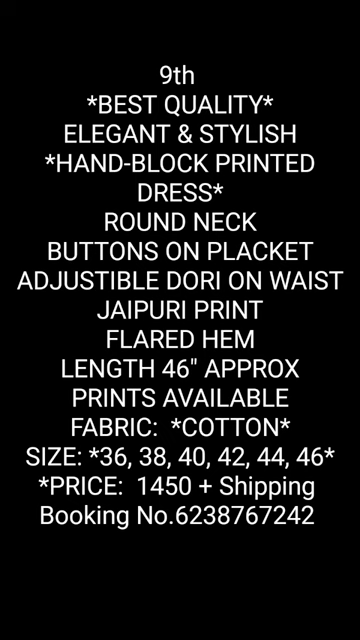 9th
*BEST QUALITY*
ELEGANT & STYLISH
*HAND-BLOCK PRINTED
DRESS*
ROUND NECK
BUTTONS ON PLACKET
ADJUSTIBLE DORI ON WAIST
JAIPURI PRINT
FLARED HEM
LENGTH 46" APPROX
PRINTS AVAILABLE
FABRIC:  *COTTON*
SIZE: *36, 38, 40, 42, 44, 46*
*PRICE:  1450 + Shipping
Booking No.6238767242